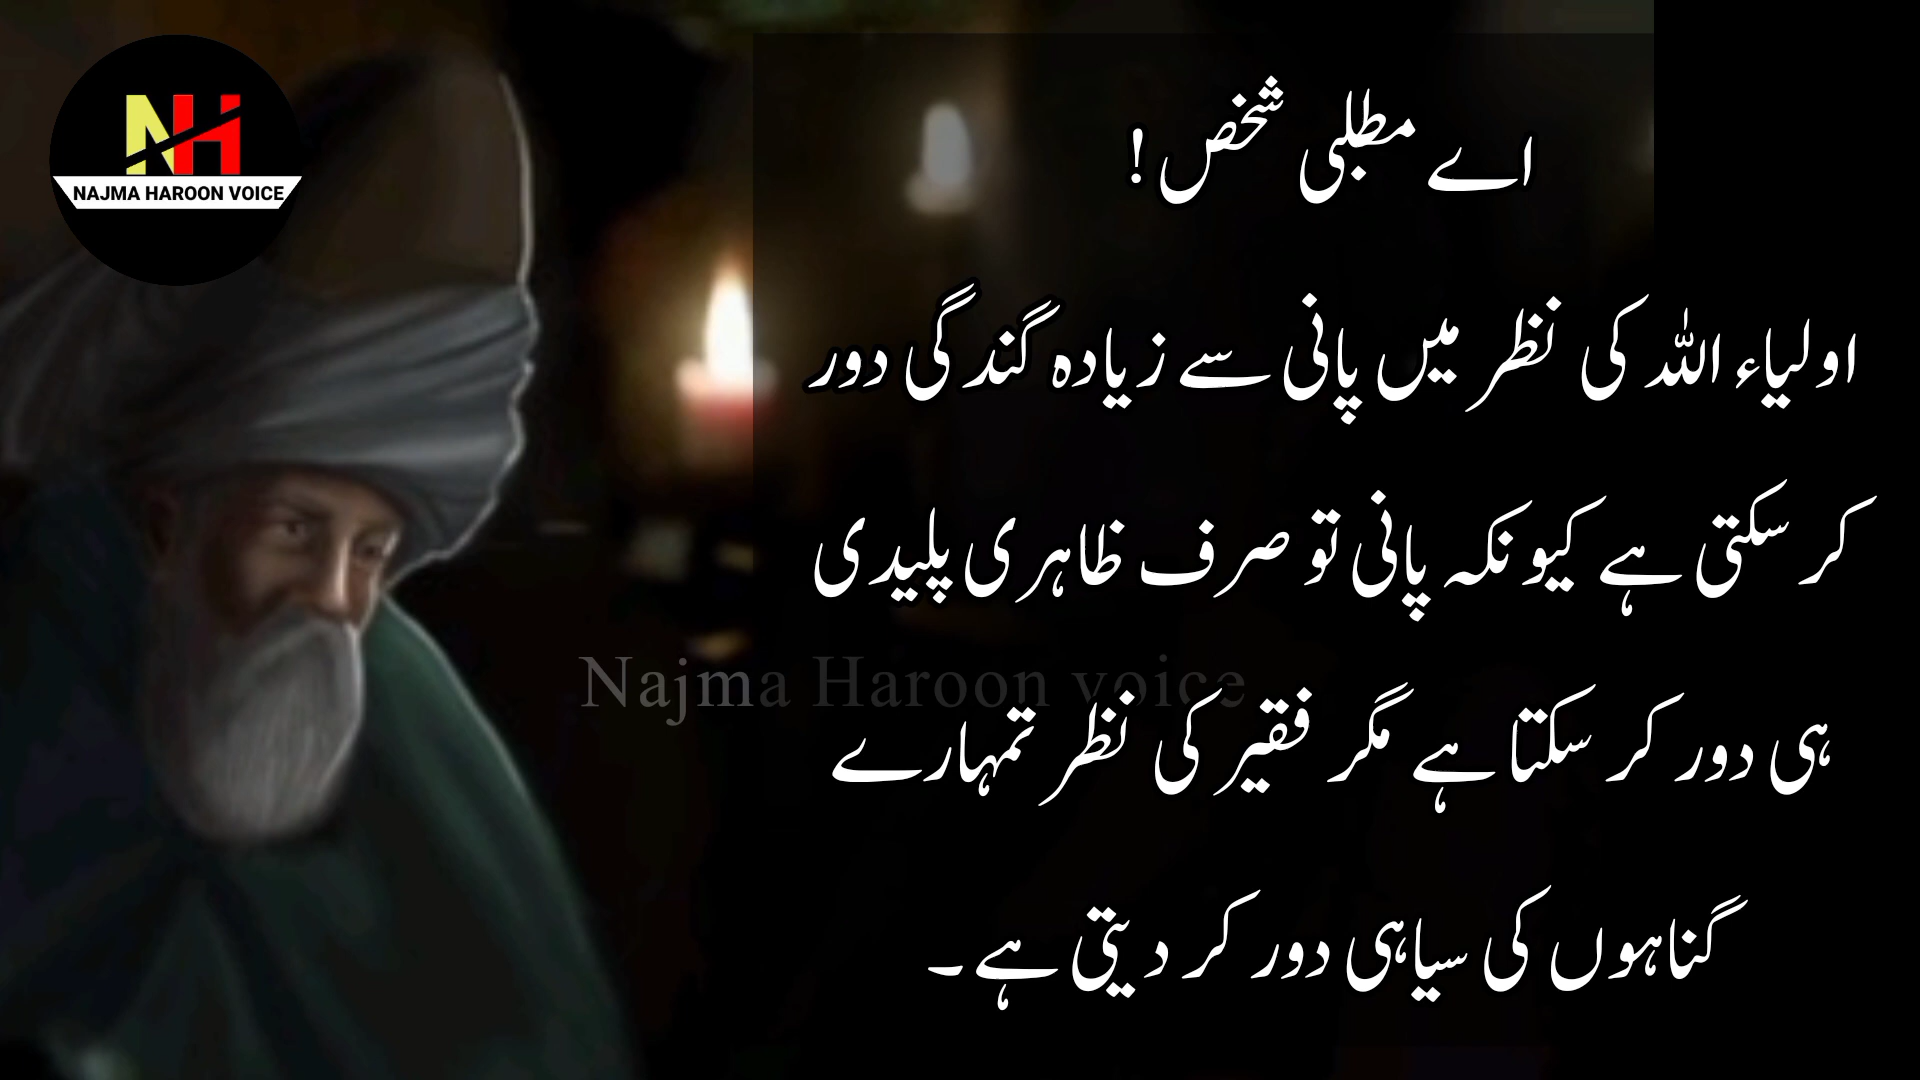 NH
NAJMA HAROON VOICE
اے مطلبی شخص !
اولیاء اللہ کی نظر میں پانی سے زیادہ گندگی دور
کر سکتی ہے کیونکہ پانی تو صرف ظاہری پلیدی
Najma Haroon voice
ہی دور کر سکتا ہے مگر فقیر کی نظر تمہارے
گناہوں کی سیاہی دور کر دیتی ہے۔